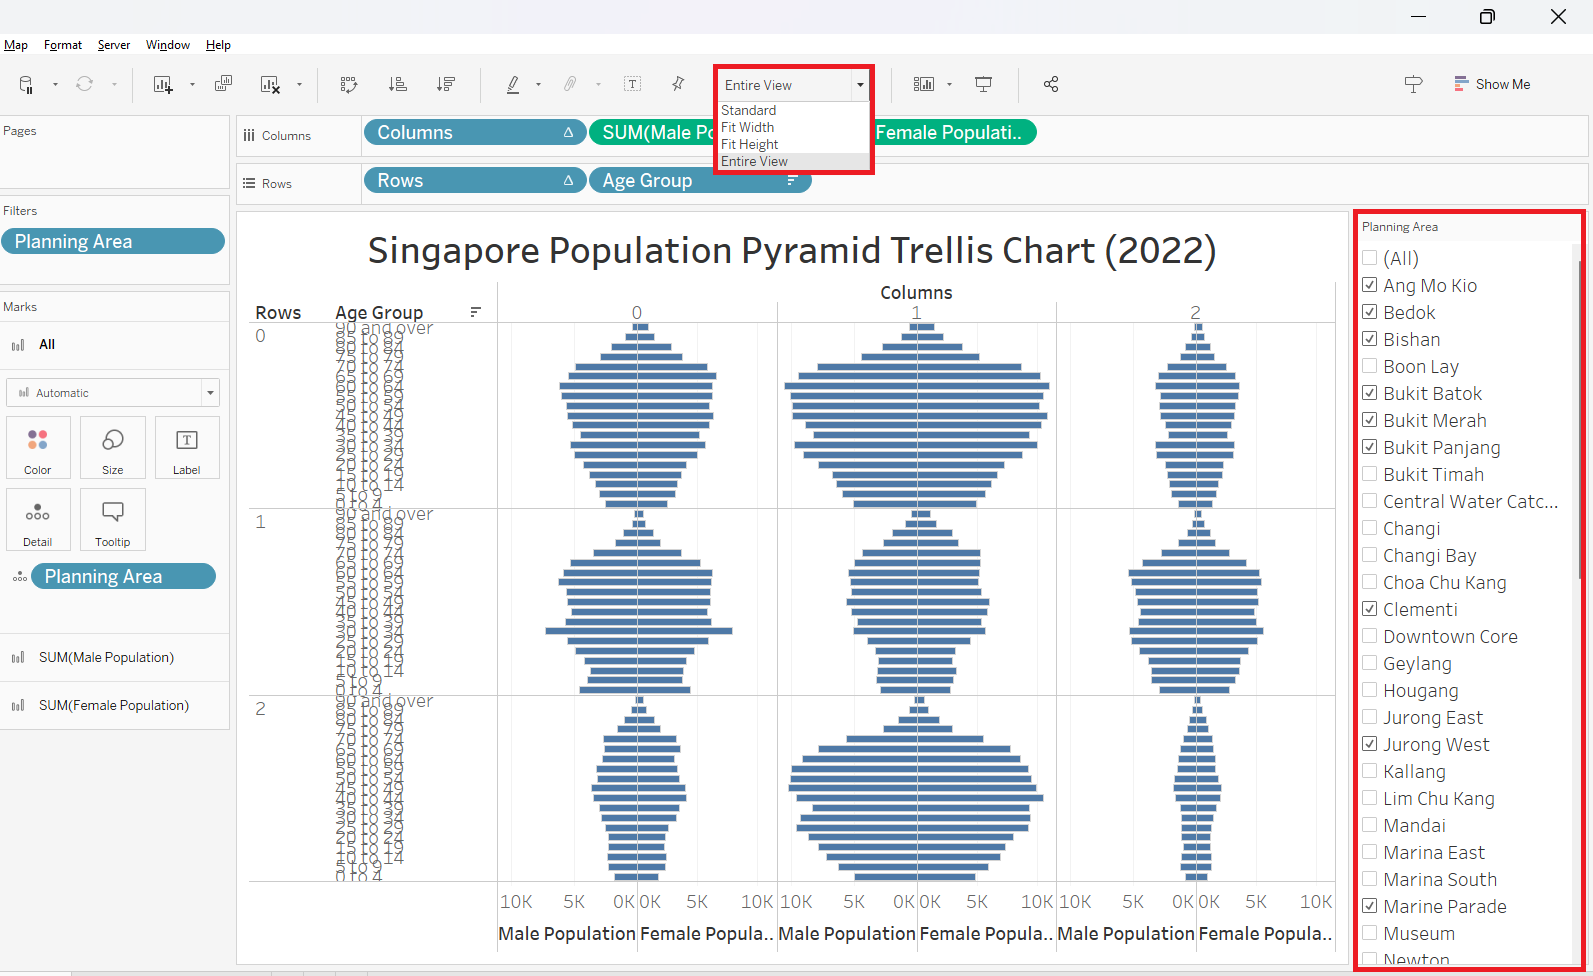 Map Format Server Window Help
Entire View
Show Me
Standard
Fit Width
Fit Height
Entire View
Pages
Columns
Columns
SUM(Male Po
Female Populati..
Rows
Rows
Age Group
Filters
Planning Area
Marks
All
Automatic
Color
Size
Label
Detail
Tooltip
Planning Area
SUM(Male Population)
SUM(Female Population)
Singapore Population Pyramid Trellis Chart (2022)
Columns
Rows Age Group 0 1 2
0
90 and over
85 to 89
80 to 84
75 to 79
70 to 74
65 to 69
60 to 64
55 to 59
50 to 54
45 to 49
40 to 44
35 to 39
30 to 34
25 to 29
20 to 24
15 to 19
10 to 14
5 to 9
0 to 4
1
90 and over
85 to 89
80 to 84
75 to 79
70 to 74
65 to 69
60 to 64
55 to 59
50 to 54
45 to 49
40 to 44
35 to 39
30 to 34
25 to 29
20 to 24
15 to 19
10 to 14
5 to 9
0 to 4
2
90 and over
85 to 89
80 to 84
75 to 79
70 to 74
65 to 69
60 to 64
55 to 59
50 to 54
45 to 49
40 to 44
35 to 39
30 to 34
25 to 29
20 to 24
15 to 19
10 to 14
5 to 9
0 to 4
10K 5K 0K 0K 5K 10K 10K 5K 0K 0K 5K 10K 10K 5K 0K 0K 5K 10K
Male Population Female Popula.. Male Population Female Popula.. Male Population Female Popula..
Planning Area
(All)
Ang Mo Kio
Bedok
Bishan
Boon Lay
Bukit Batok
Bukit Merah
Bukit Panjang
Bukit Timah
Central Water Catc...
Changi
Changi Bay
Choa Chu Kang
Clementi
Downtown Core
Geylang
Hougang
Jurong East
Jurong West
Kallang
Lim Chu Kang
Mandai
Marina East
Marina South
Marine Parade
Museum
Newton